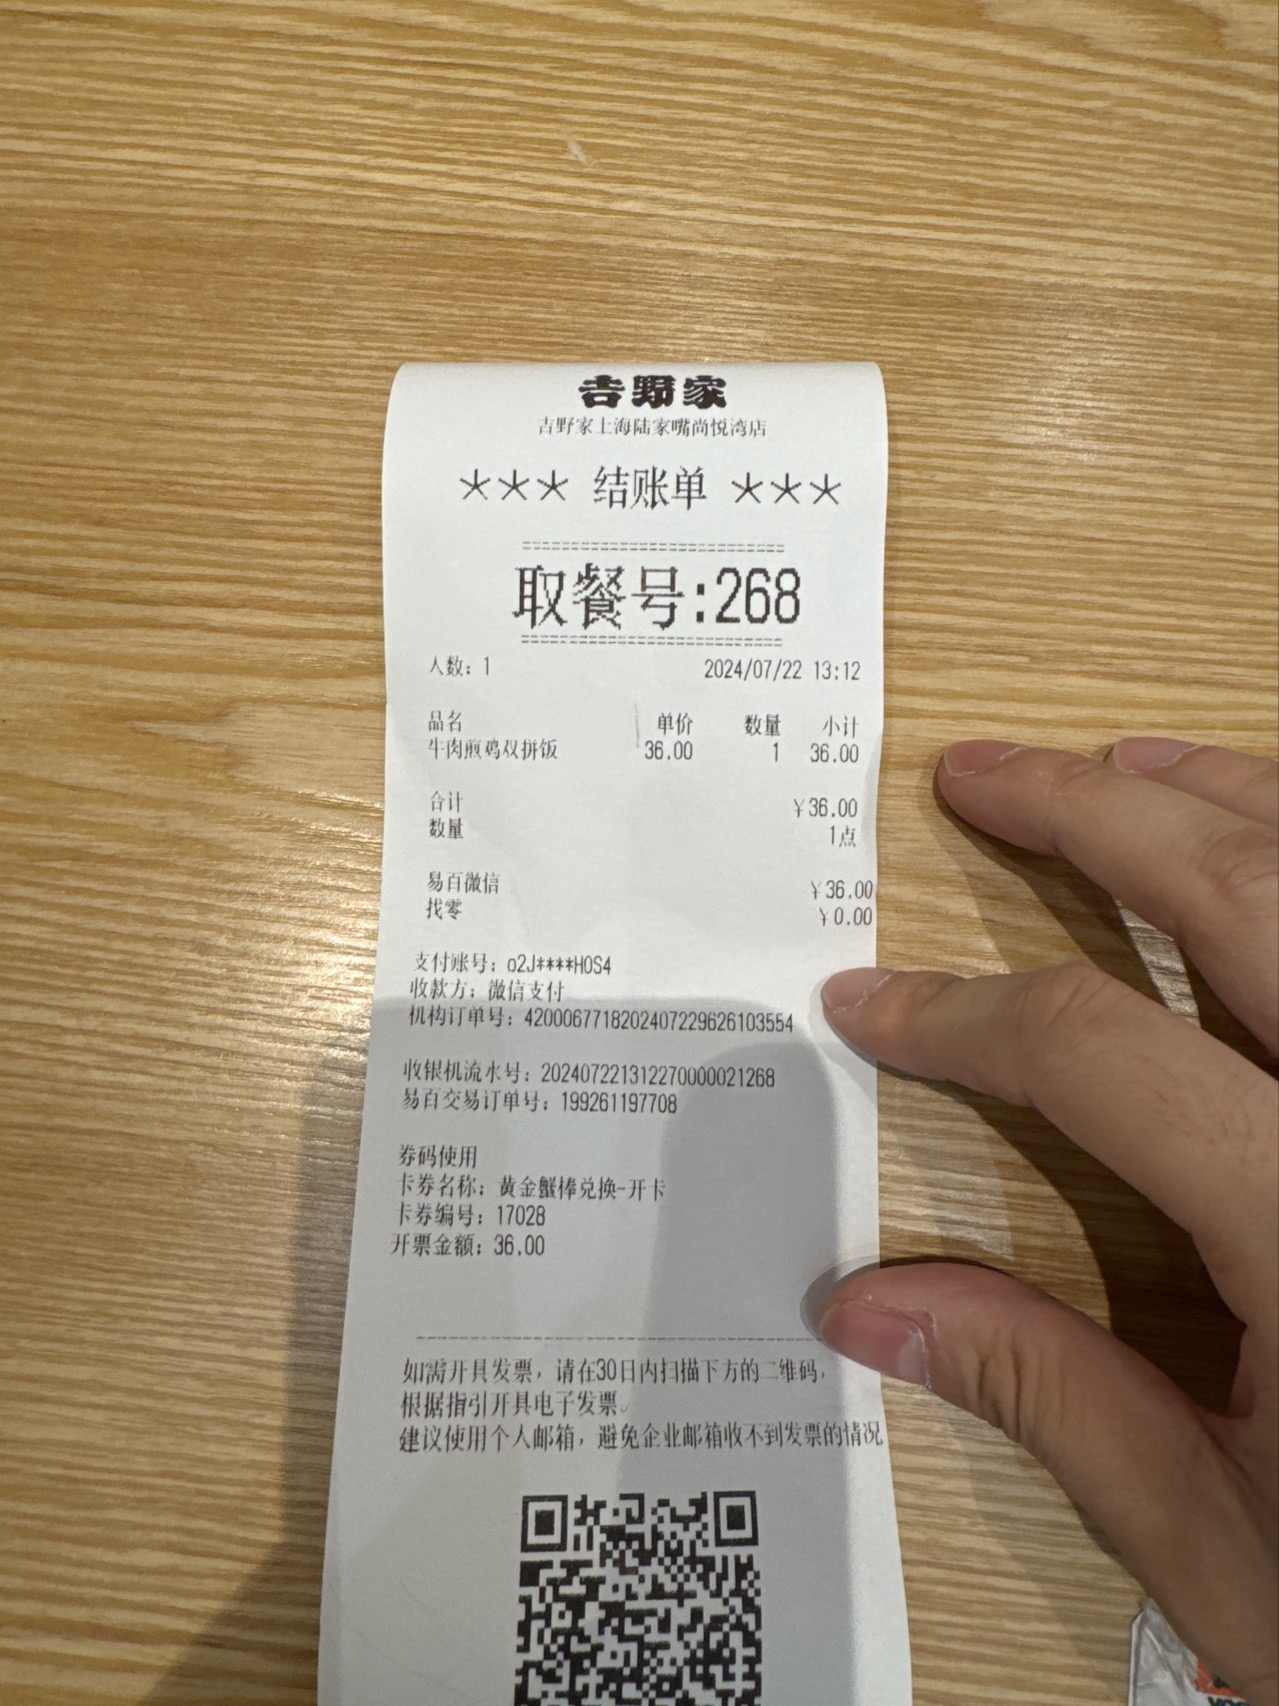 吉野家
吉野家上海陆家嘴尚悦湾店
*** 结账单 ***
==========================
取餐号:268
==========================
人数: 1 2024/07/22 13:12
品名 单价 数量 小计
牛肉煎鸡双拼饭 36.00 1 36.00
合计 ¥36.00
数量 1点
易百微信 ¥36.00
找零 ¥0.00
支付账号: o2J****HOS4
收款方: 微信支付
机构订单号: 4200067718202407229626103554
收银机流水号: 202407221312270000021268
易百交易订单号: 199261197708
券码使用
卡券名称: 黄金蟹棒兑换-开卡
卡券编号: 17028
开票金额: 36.00
如需开具发票, 请在30日内扫描下方的二维码,
根据指引开具电子发票。
建议使用个人邮箱, 避免企业邮箱收不到发票的情况